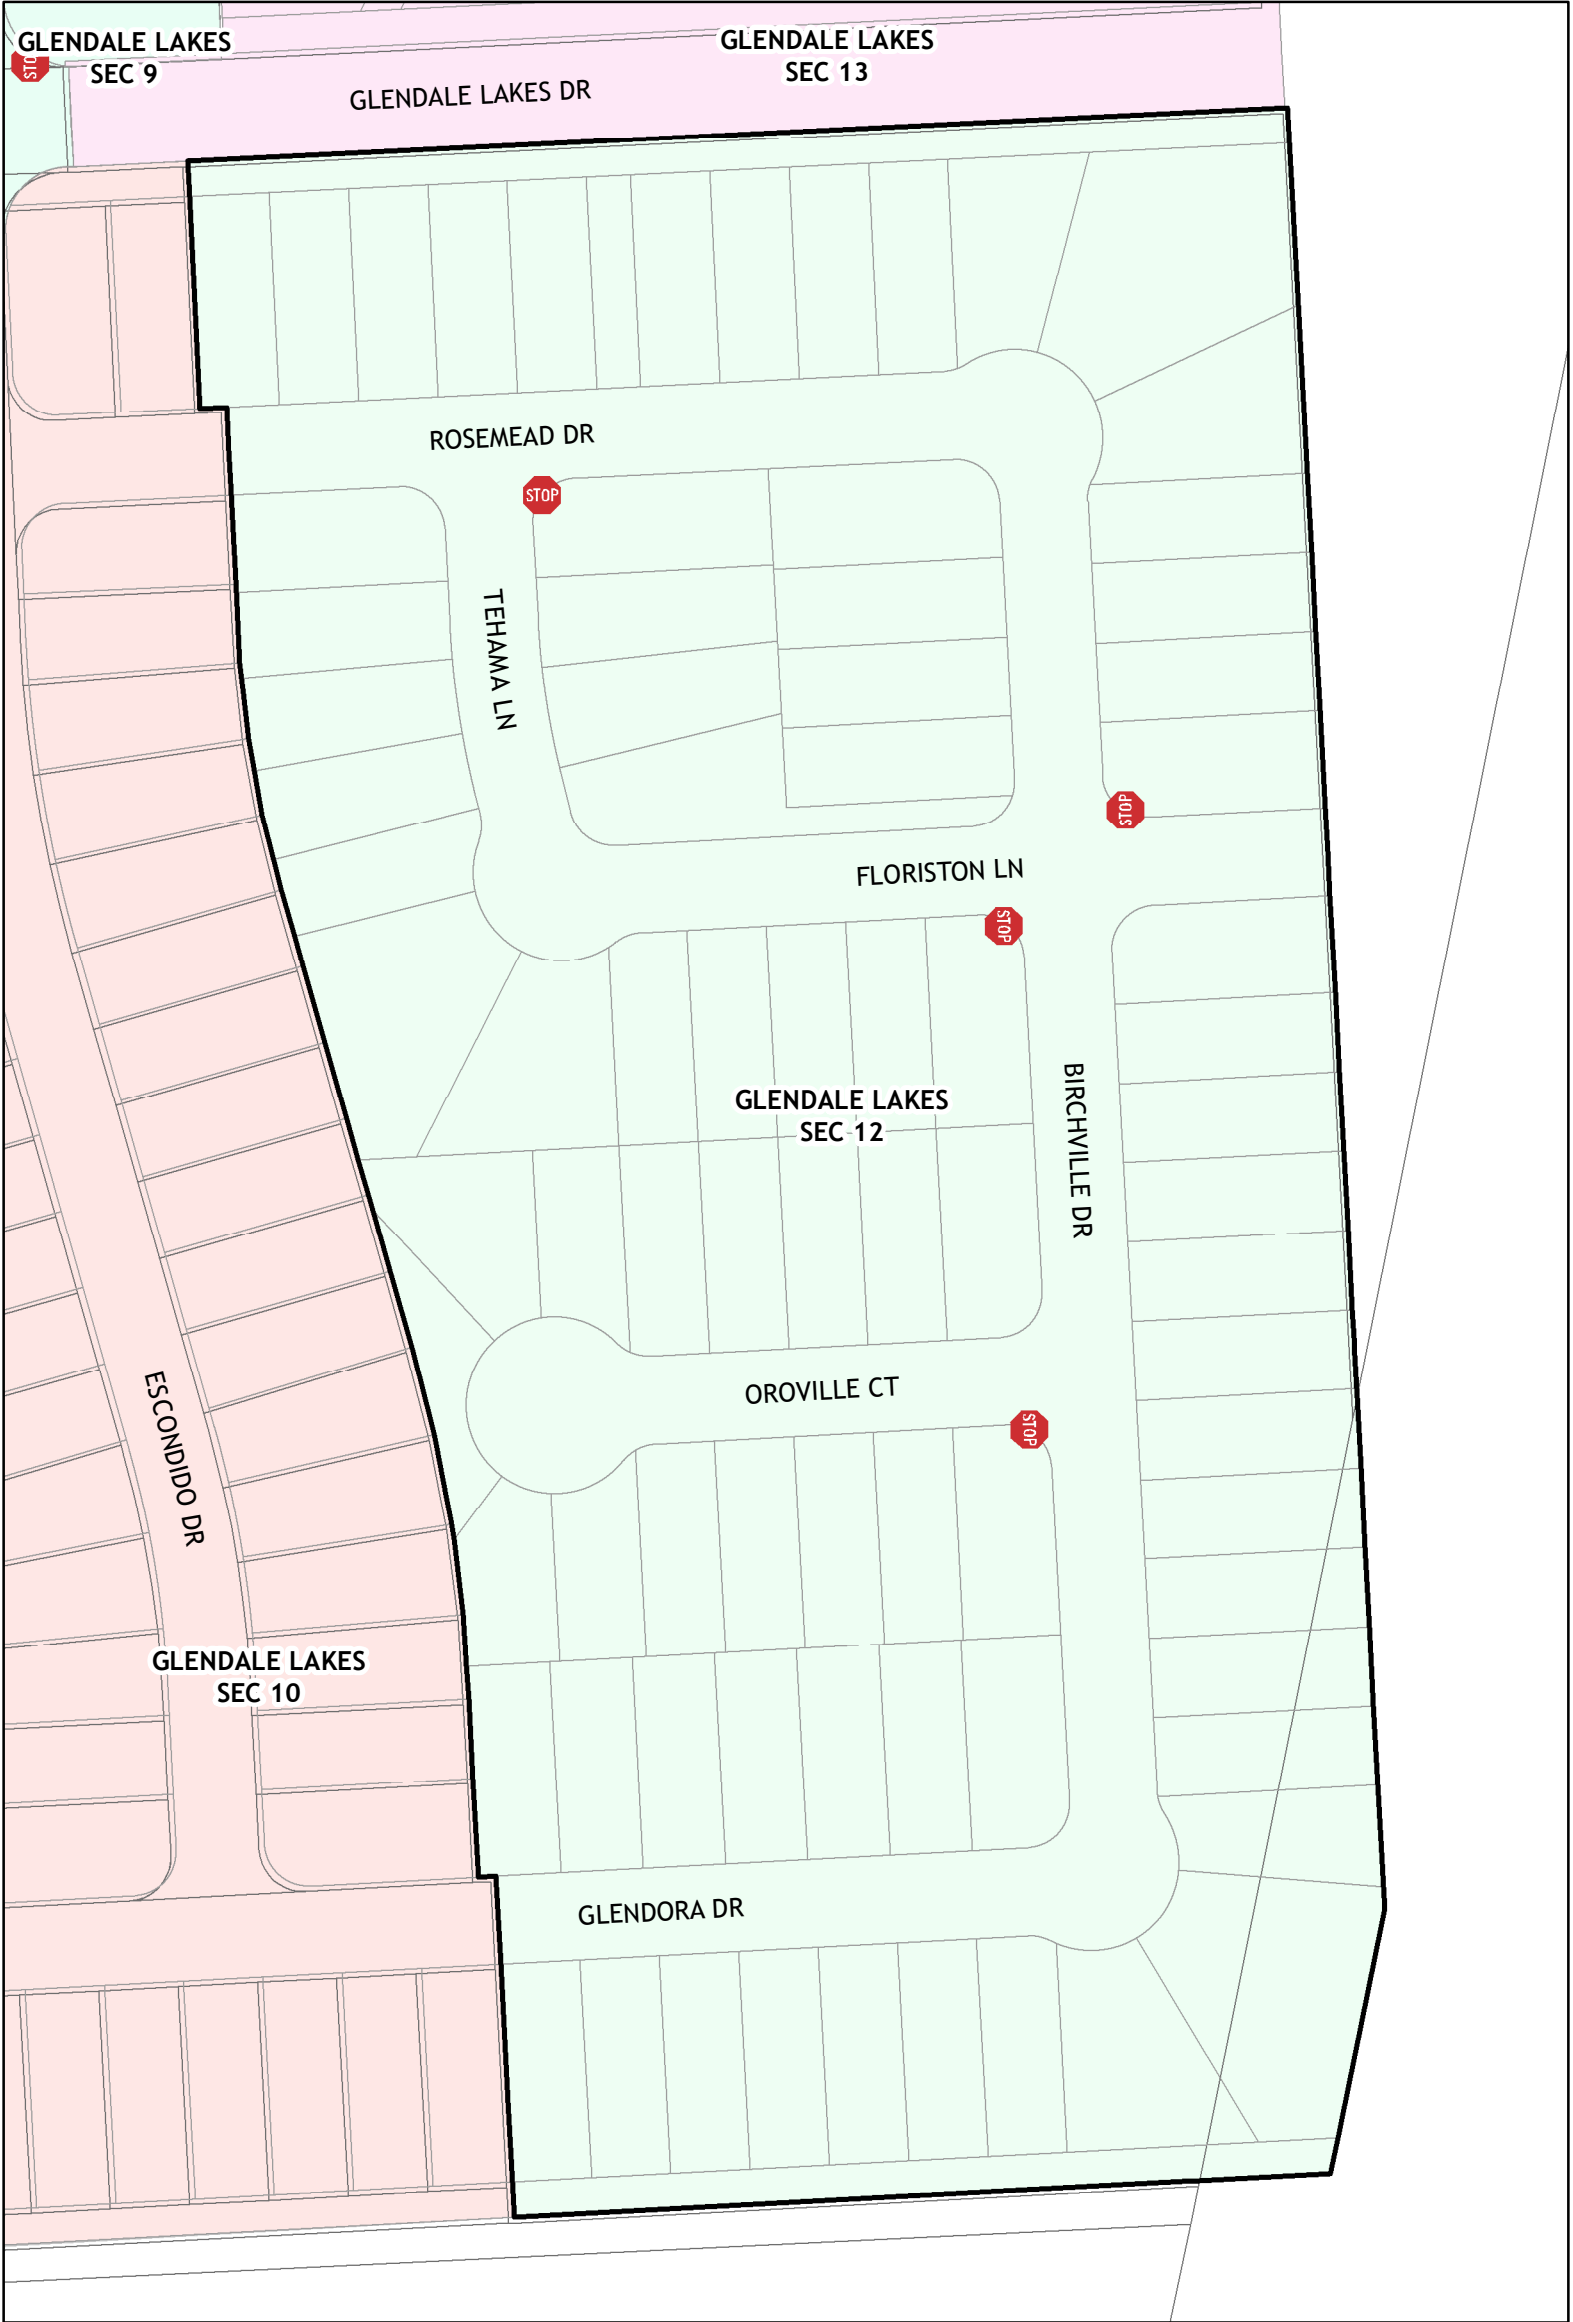 GLENDALE LAKES
SEC 9
STOP
GLENDALE LAKES
SEC 13
GLENDALE LAKES DR
ROSEMEAD DR
STOP
TEHAMA LN
STOP
FLORISTON LN
STOP
GLENDALE LAKES
SEC 12
BIRCHVILLE DR
OROVILLE CT
STOP
ESCONDIDO DR
GLENDALE LAKES
SEC 10
GLENDORA DR